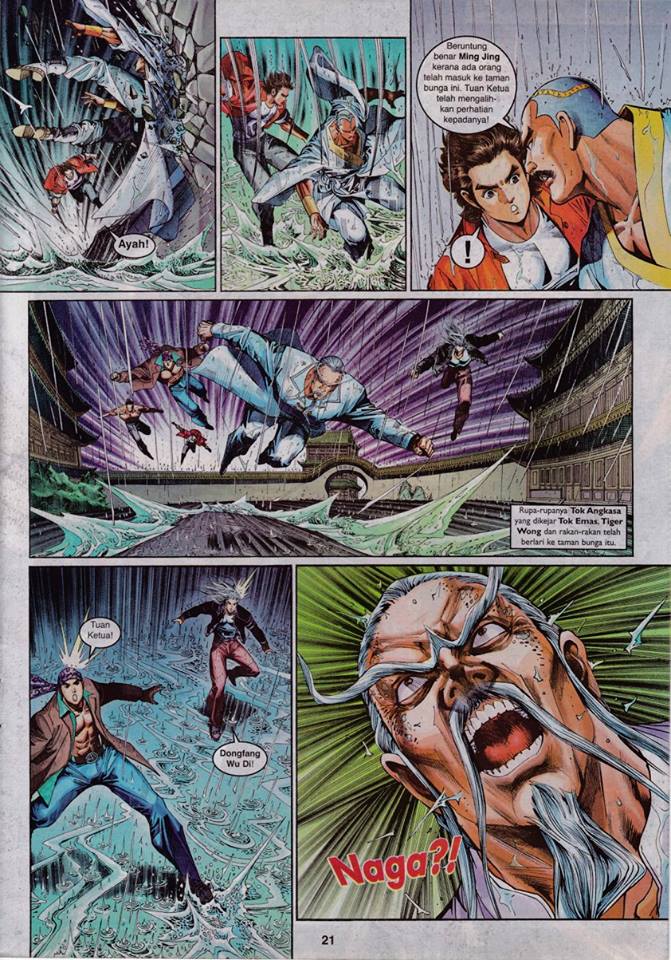 Ayah!
Beruntung
benar Ming Jing
kerana ada orang
telah masuk ke taman
bunga ini. Tuan Ketua
telah mengalih-
kan perhatian
kepadanya!
!
Rupa-rupanya Tok Angkasa
yang dikejar Tok Emas, Tiger
Wong dan rakan-rakan telah
berlari ke taman bunga itu.
Tuan
Ketua!
Dongfang
Wu Di!
Naga?!
21